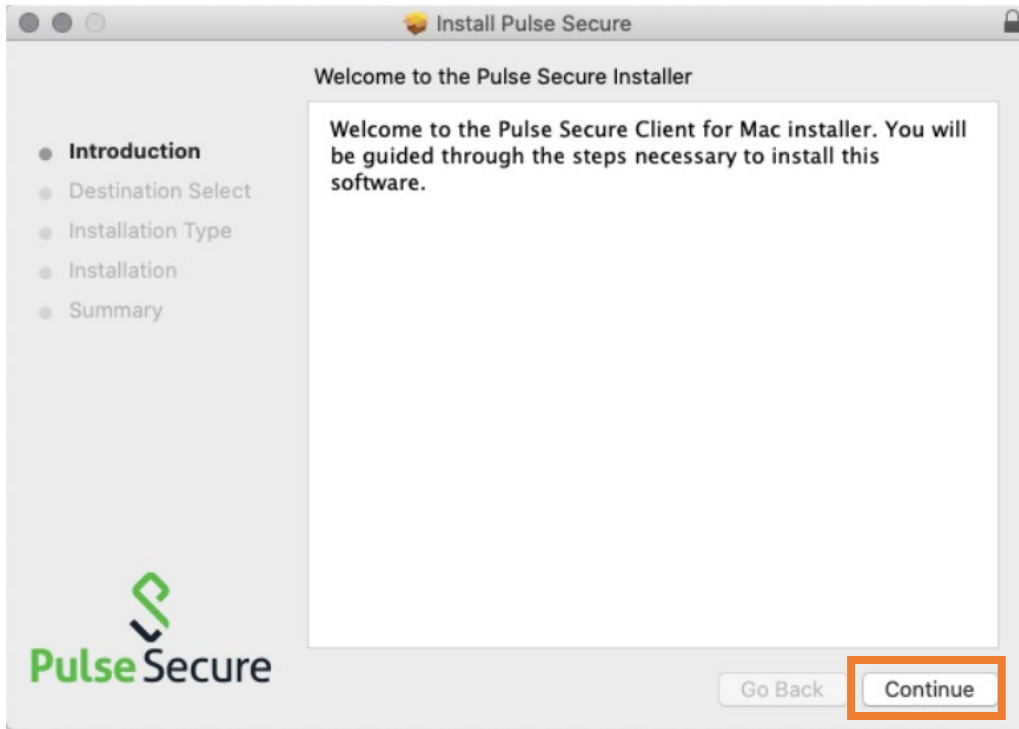 Install Pulse Secure
Welcome to the Pulse Secure Installer
Introduction
Destination Select
Installation Type
Installation
Summary
Welcome to the Pulse Secure Client for Mac installer. You will
be guided through the steps necessary to install this
software.
Pulse Secure
Go Back
Continue